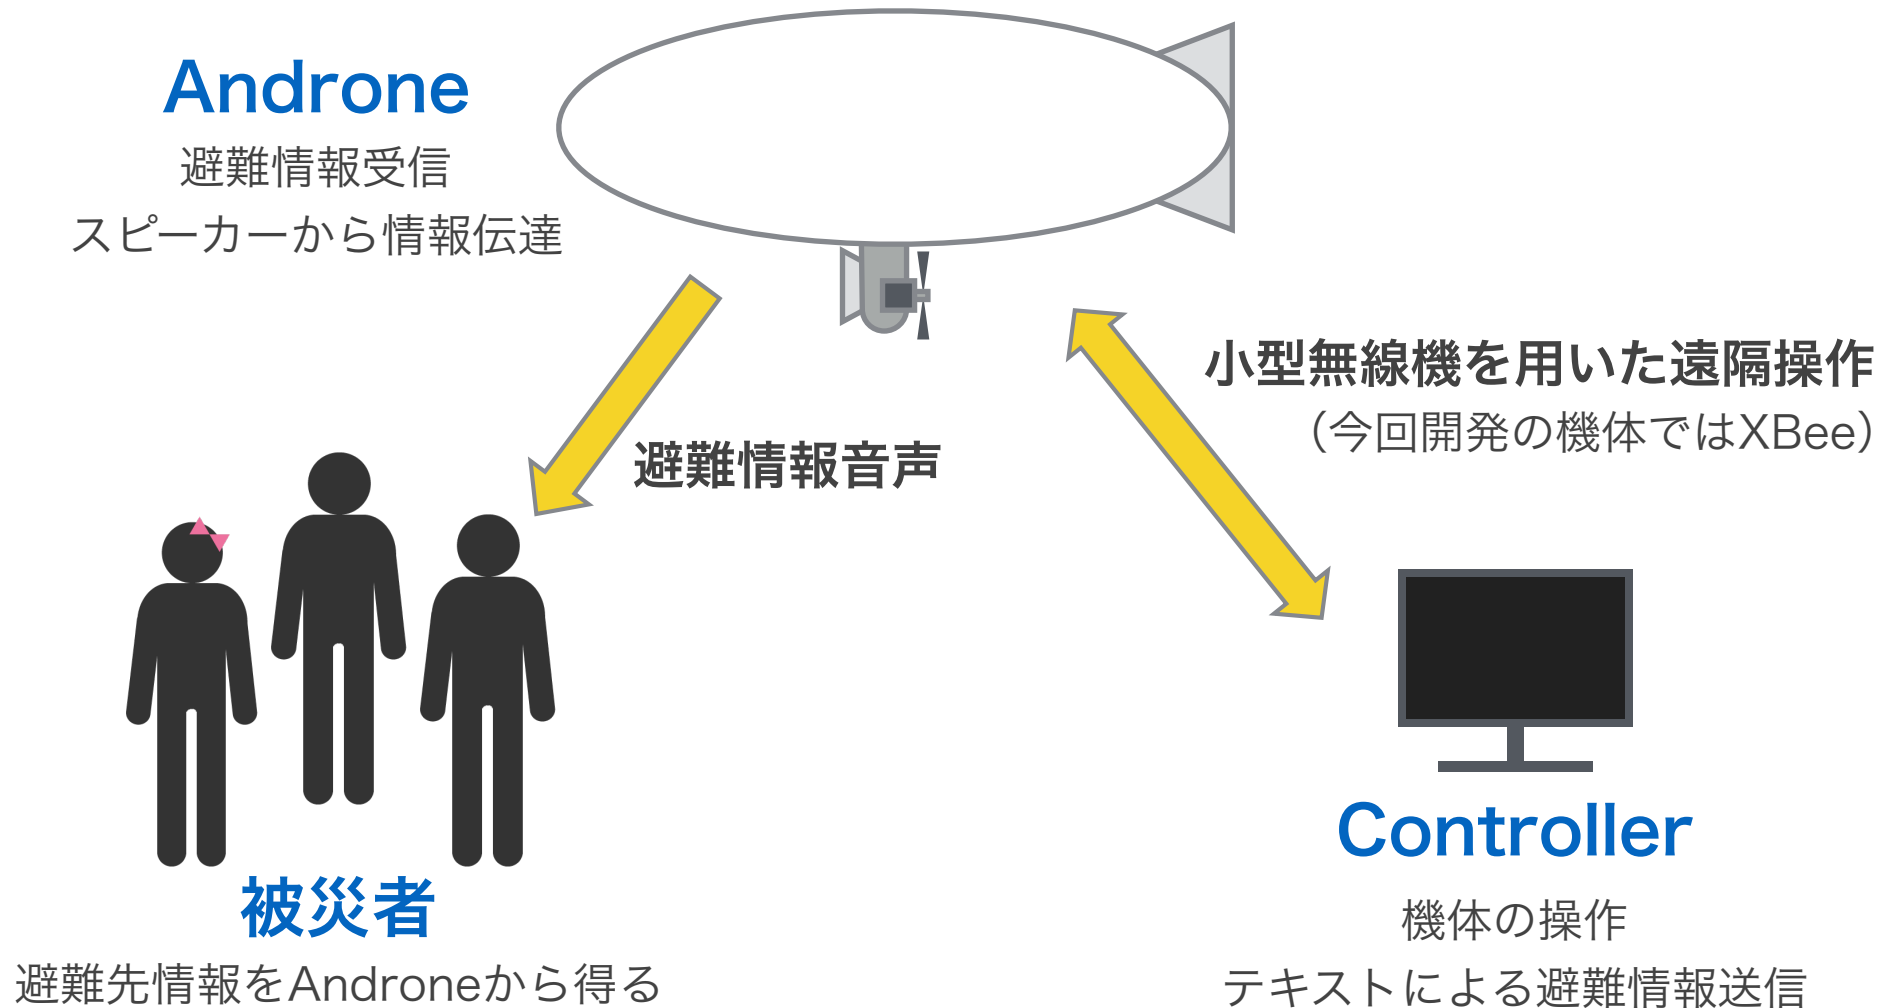 Androne
避難情報受信
スピーカーから情報伝達
小型無線機を用いた遠隔操作
（今回開発の機体ではXBee）
避難情報音声
被災者
避難先情報をAndroneから得る
Controller
機体の操作
テキストによる避難情報送信